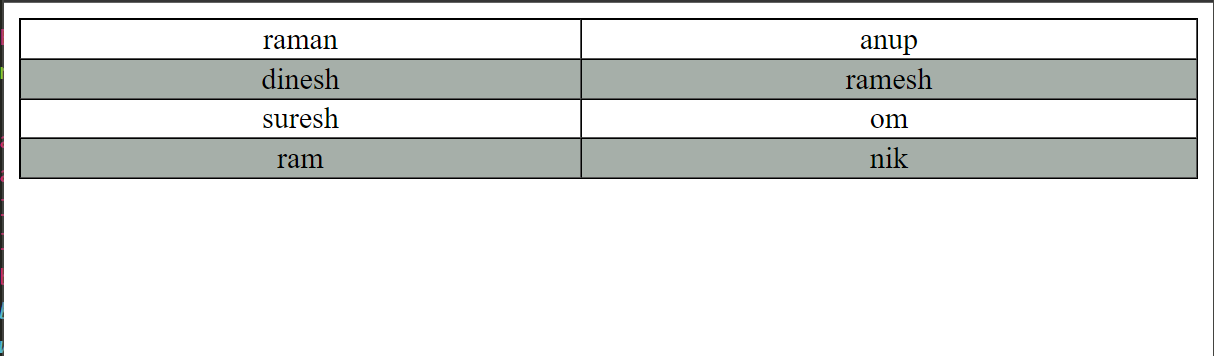 raman anup
dinesh ramesh
suresh om
ram nik